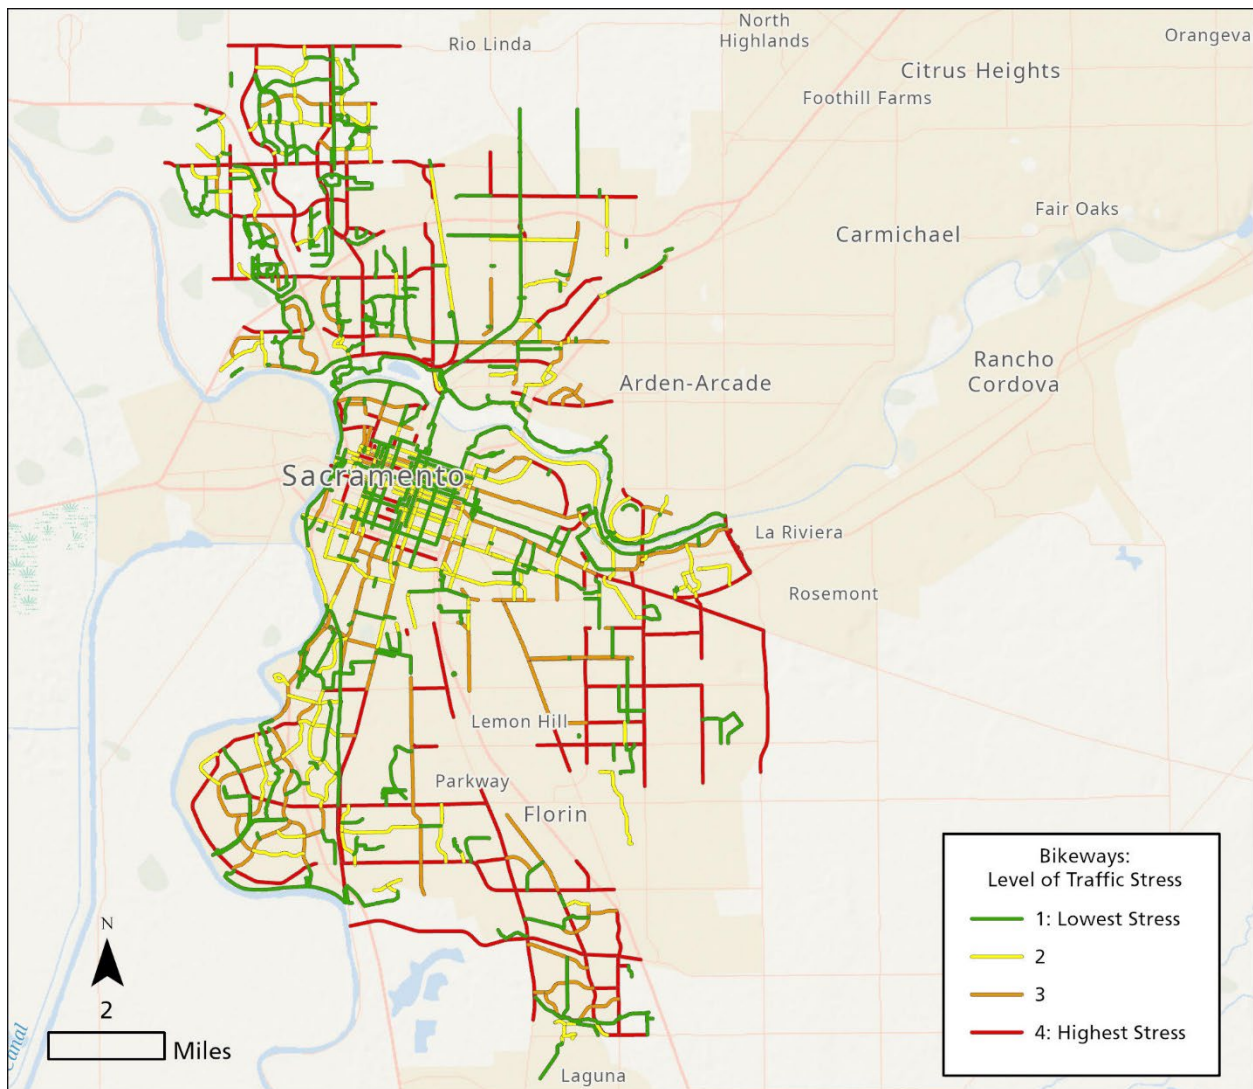 North
Highlands
Rio Linda
Orangeva
Citrus Heights
Foothill Farms
Fair Oaks
Carmichael
Rancho
Cordova
Arden-Arcade
Sacramento
La Riviera
Rosemont
Lemon Hill
Parkway
Florin
Laguna
Canal
N
2
Miles
Bikeways:
Level of Traffic Stress
1: Lowest Stress
2
3
4: Highest Stress